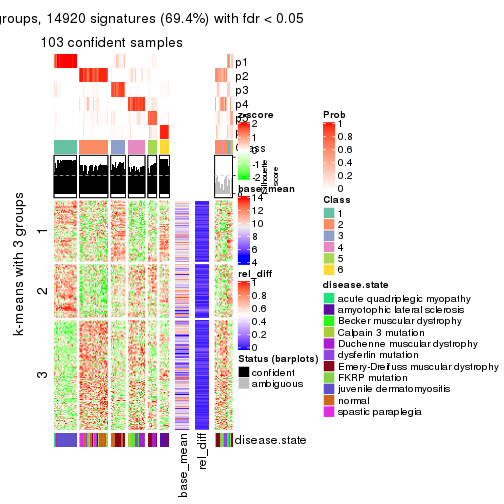 groups, 14920 signatures (69.4%) with fdr < 0.05
103 confident samples
p1
p2
p3
p4
Class
k-means with 3 groups
1
2
3
base_mean
rel_diff
disease.state
z-score
2
1
0
-1
-2
silhouette score
base_mean
14
12
10
8
6
4
rel_diff
1
0.8
0.6
0.4
0.2
0
Status (barplots)
confident
ambiguous
Prob
1
0.8
0.6
0.4
0.2
0
Class
1
2
3
4
5
6
disease.state
acute quadriplegic myopathy
amyotophic lateral sclerosis
Becker muscular dystrophy
Calpain 3 mutation
Duchenne muscular dystrophy
dysferlin mutation
Emery-Dreifuss muscular dystrophy
FKRP mutation
juvenile dermatomyositis
normal
spastic paraplegia